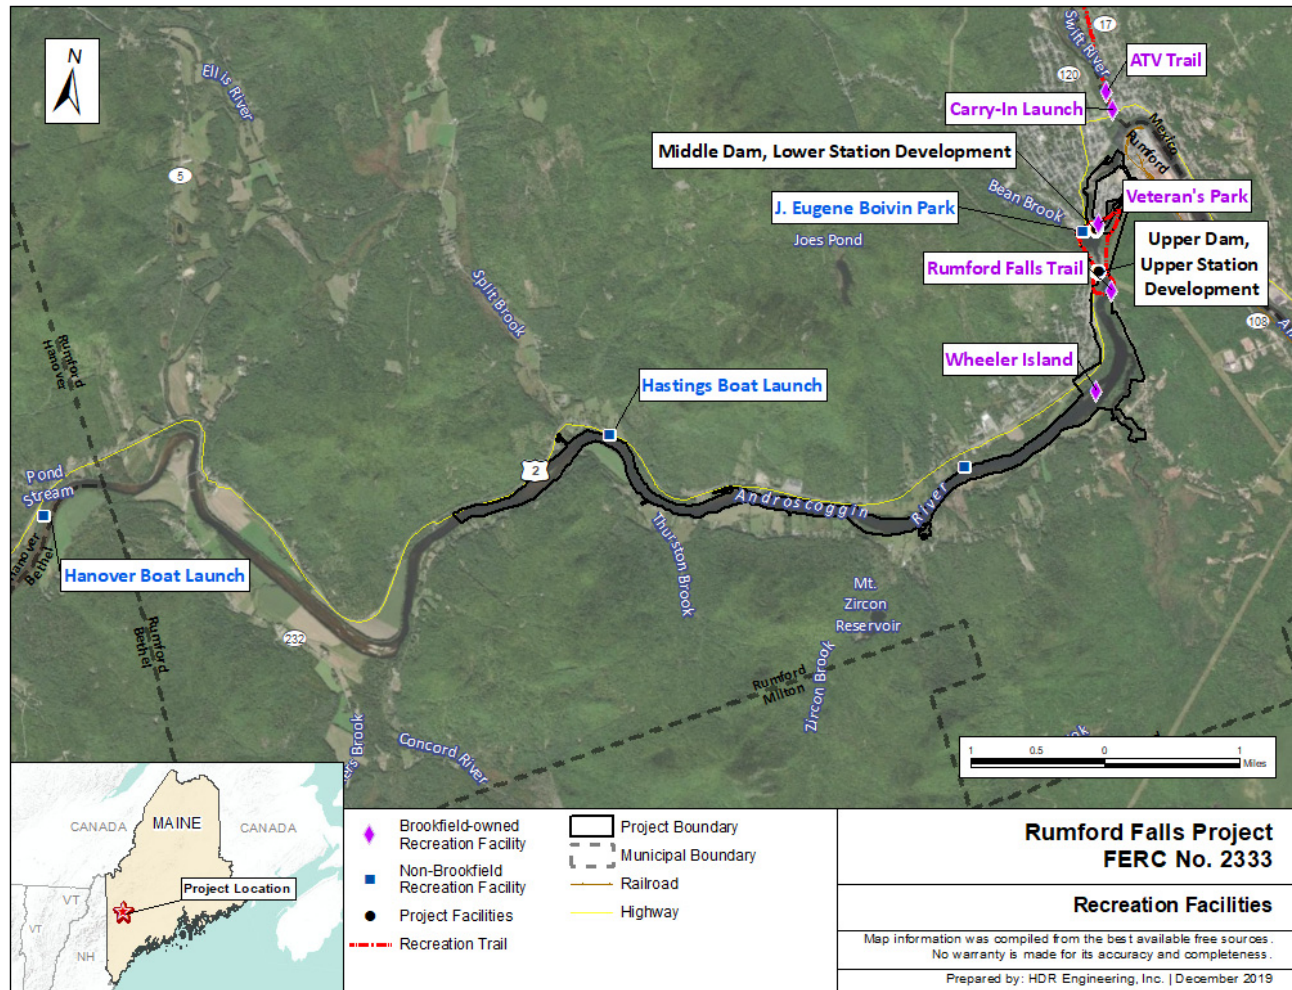 N
Ellis River
5
Swift River
17
120
ATV Trail
Carry-In Launch
Mexico
Rumford
Middle Dam, Lower Station Development
Bean Brook
J. Eugene Boivin Park
Veteran's Park
Joes Pond
Rumford Falls Trail
Upper Dam,
Upper Station
Development
108
Split Brook
Rumford
Hanover
Wheeler Island
Hastings Boat Launch
2
Pond
Stream
Androscoggin
River
Hanover
Bethel
Hanover Boat Launch
Thurston Brook
Mt.
Zircon
Reservoir
Rumford
Bethel
232
Rumford
Milton
Zircon Brook
Concord River
ers Brook
ook
1
0.5
0
1
Miles
CANADA
MAINE
CANADA
Project Location
VT
VT
NH
Brookfield-owned
Recreation Facility
Non-Brookfield
Recreation Facility
Project Facilities
Recreation Trail
Project Boundary
Municipal Boundary
Railroad
Highway
Rumford Falls Project
FERC No. 2333
Recreation Facilities
Map information was compiled from the best available free sources.
No warranty is made for its accuracy and completeness.
Prepared by: HDR Engineering, Inc. | December 2019